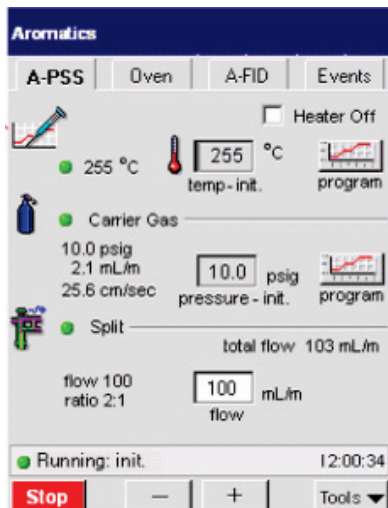 Aromatics
A-PSS Oven A-FID Events
Heater Off
255 °C 255 °C
temp-init. program
Carrier Gas
10.0 psig
2.1 mL/m
25.6 cm/sec
10.0 psig
pressure-init. program
Split
total flow 103 mL/m
flow 100
ratio 2:1
100 mL/m
flow
Running: init. 12:00:34
Stop − + Tools